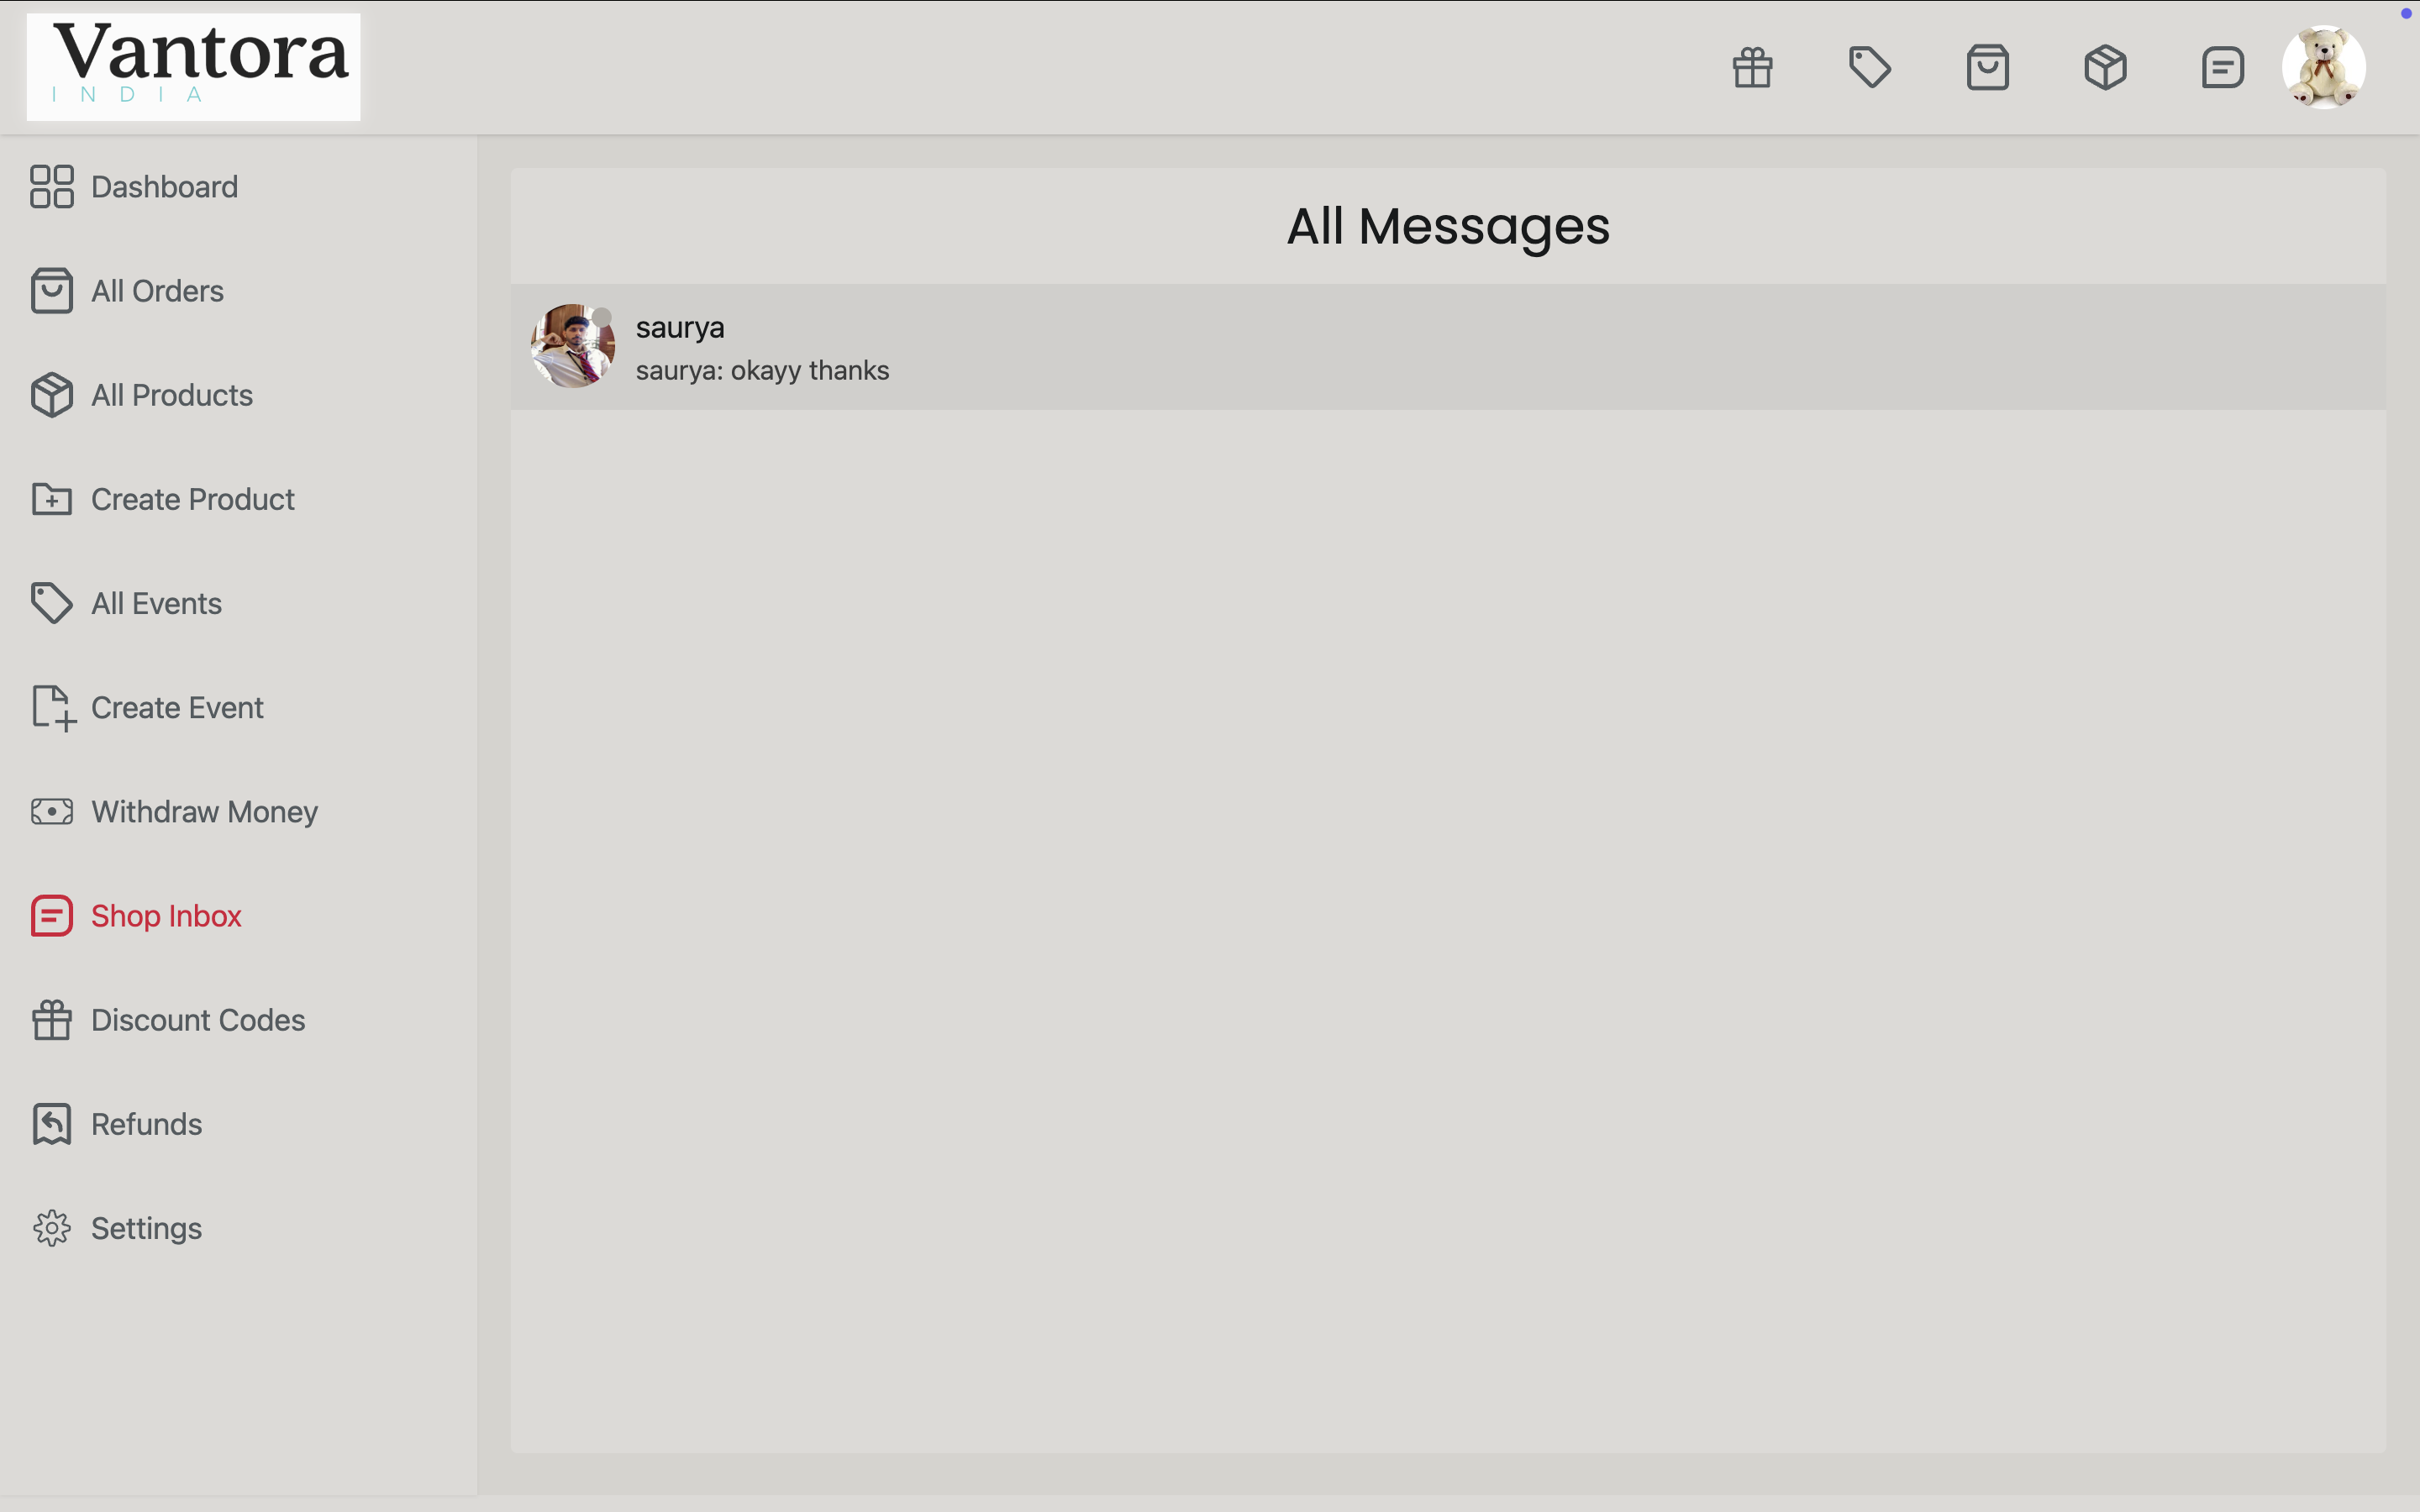 Vantora
INDIA
Dashboard
All Orders
All Products
Create Product
All Events
Create Event
Withdraw Money
Shop Inbox
Discount Codes
Refunds
Settings
All Messages
saurya
saurya: okayy thanks